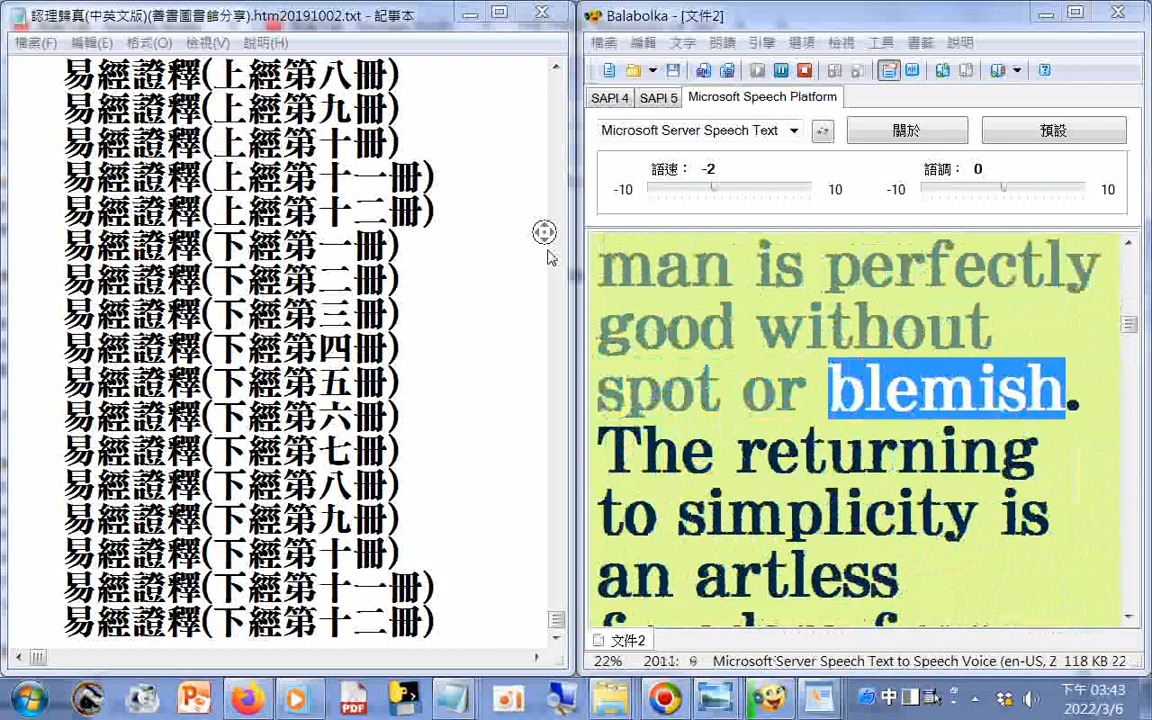 認理歸真(中英文版)(善書圖書館分享).htm20191002.txt - 記事本
檔案(F) 編輯(E) 格式(O) 檢視(V) 說明(H)
易經證釋(上經第八冊)
易經證釋(上經第九冊)
易經證釋(上經第十冊)
易經證釋(上經第十一冊)
易經證釋(上經第十二冊)
易經證釋(下經第一冊)
易經證釋(下經第二冊)
易經證釋(下經第三冊)
易經證釋(下經第四冊)
易經證釋(下經第五冊)
易經證釋(下經第六冊)
易經證釋(下經第七冊)
易經證釋(下經第八冊)
易經證釋(下經第九冊)
易經證釋(下經第十冊)
易經證釋(下經第十一冊)
易經證釋(下經第十二冊)
Balabolka - [文件2]
檔案 編輯 文字 朗讀 引擎 選項 檢視 工具 書籤 說明
SAPI 4 SAPI 5 Microsoft Speech Platform
Microsoft Server Speech Text 關於 預設
語速： -2 語調： 0
-10 10 -10 10
man is perfectly
good without
spot or blemish.
The returning
to simplicity is
an artless
文件2
22% 2011: 9 Microsoft Server Speech Text to Speech Voice (en-US, Z 118 KB 22
PDF
中
下午 03:43
2022/3/6